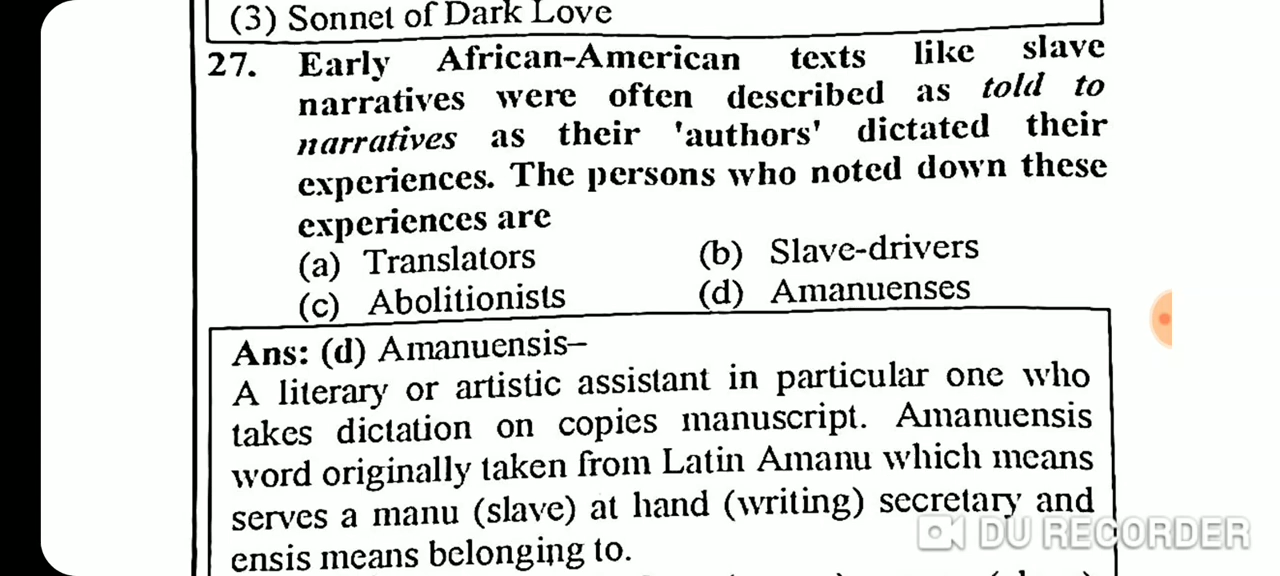 (3) Sonnet of Dark Love
27. Early African-American texts like slave
narratives were often described as told to
narratives as their 'authors' dictated their
experiences. The persons who noted down these
experiences are
(a) Translators (b) Slave-drivers
(c) Abolitionists (d) Amanuenses
Ans: (d) Amanuensis–
A literary or artistic assistant in particular one who
takes dictation on copies manuscript. Amanuensis
word originally taken from Latin Amanu which means
serves a manu (slave) at hand (writing) secretary and
DU RECORDER
ensis means belonging to.